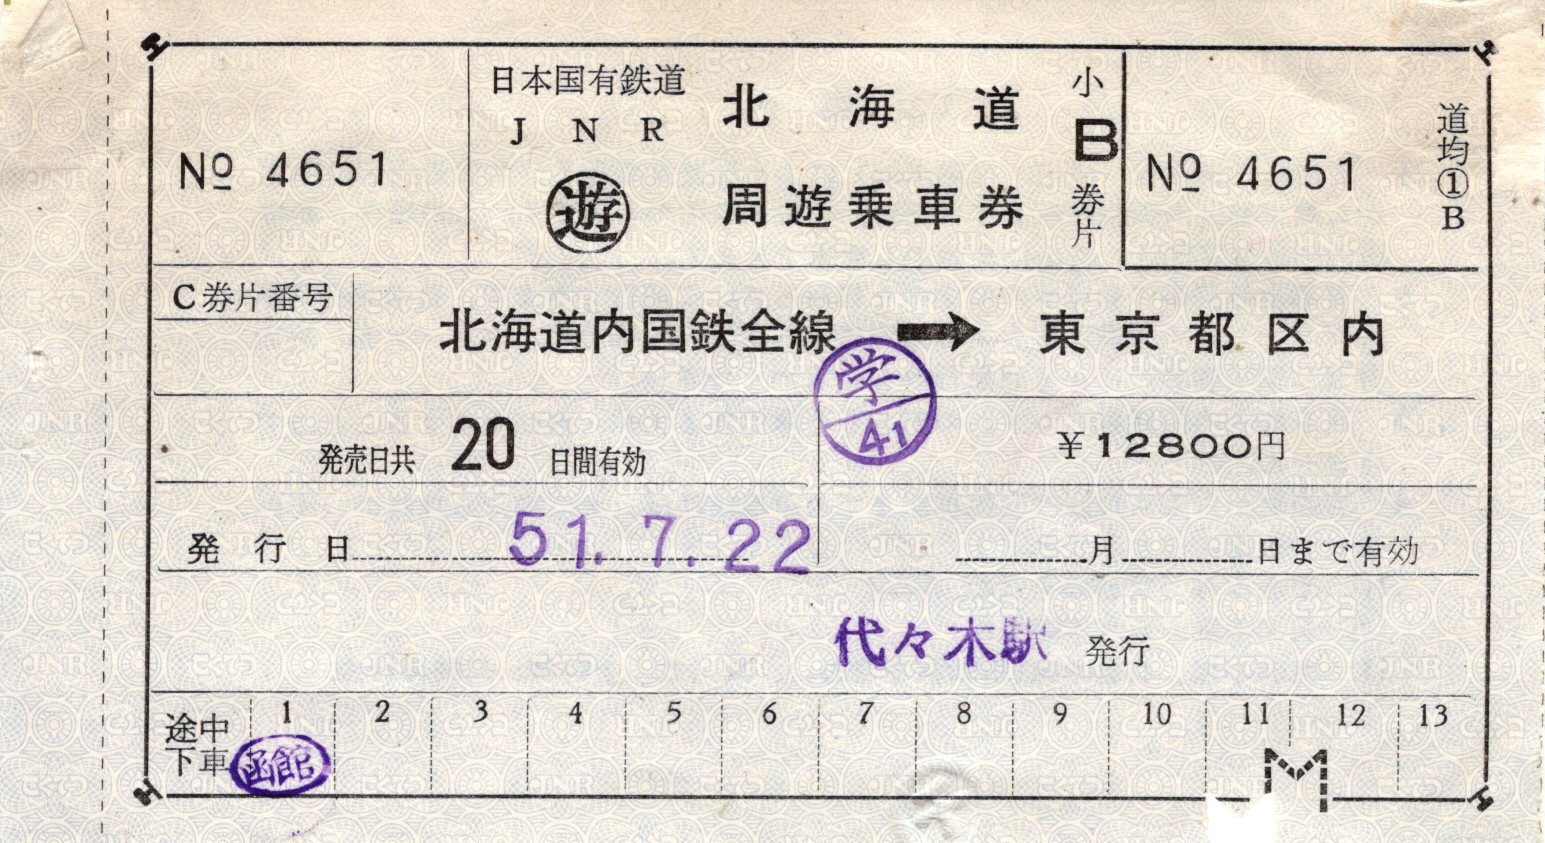 No 4651
日本国有鉄道
JNR
遊
北海道
周遊乗車券
小B券片
No 4651
道均①B
C券片番号
北海道内国鉄全線 → 東京都区内
学
41
発売日共 20 日間有効
¥12800円
発行日 51.7.22
月 日まで有効
代々木駅 発行
途中下車
1 2 3 4 5 6 7 8 9 10 11 12 13
函館
M